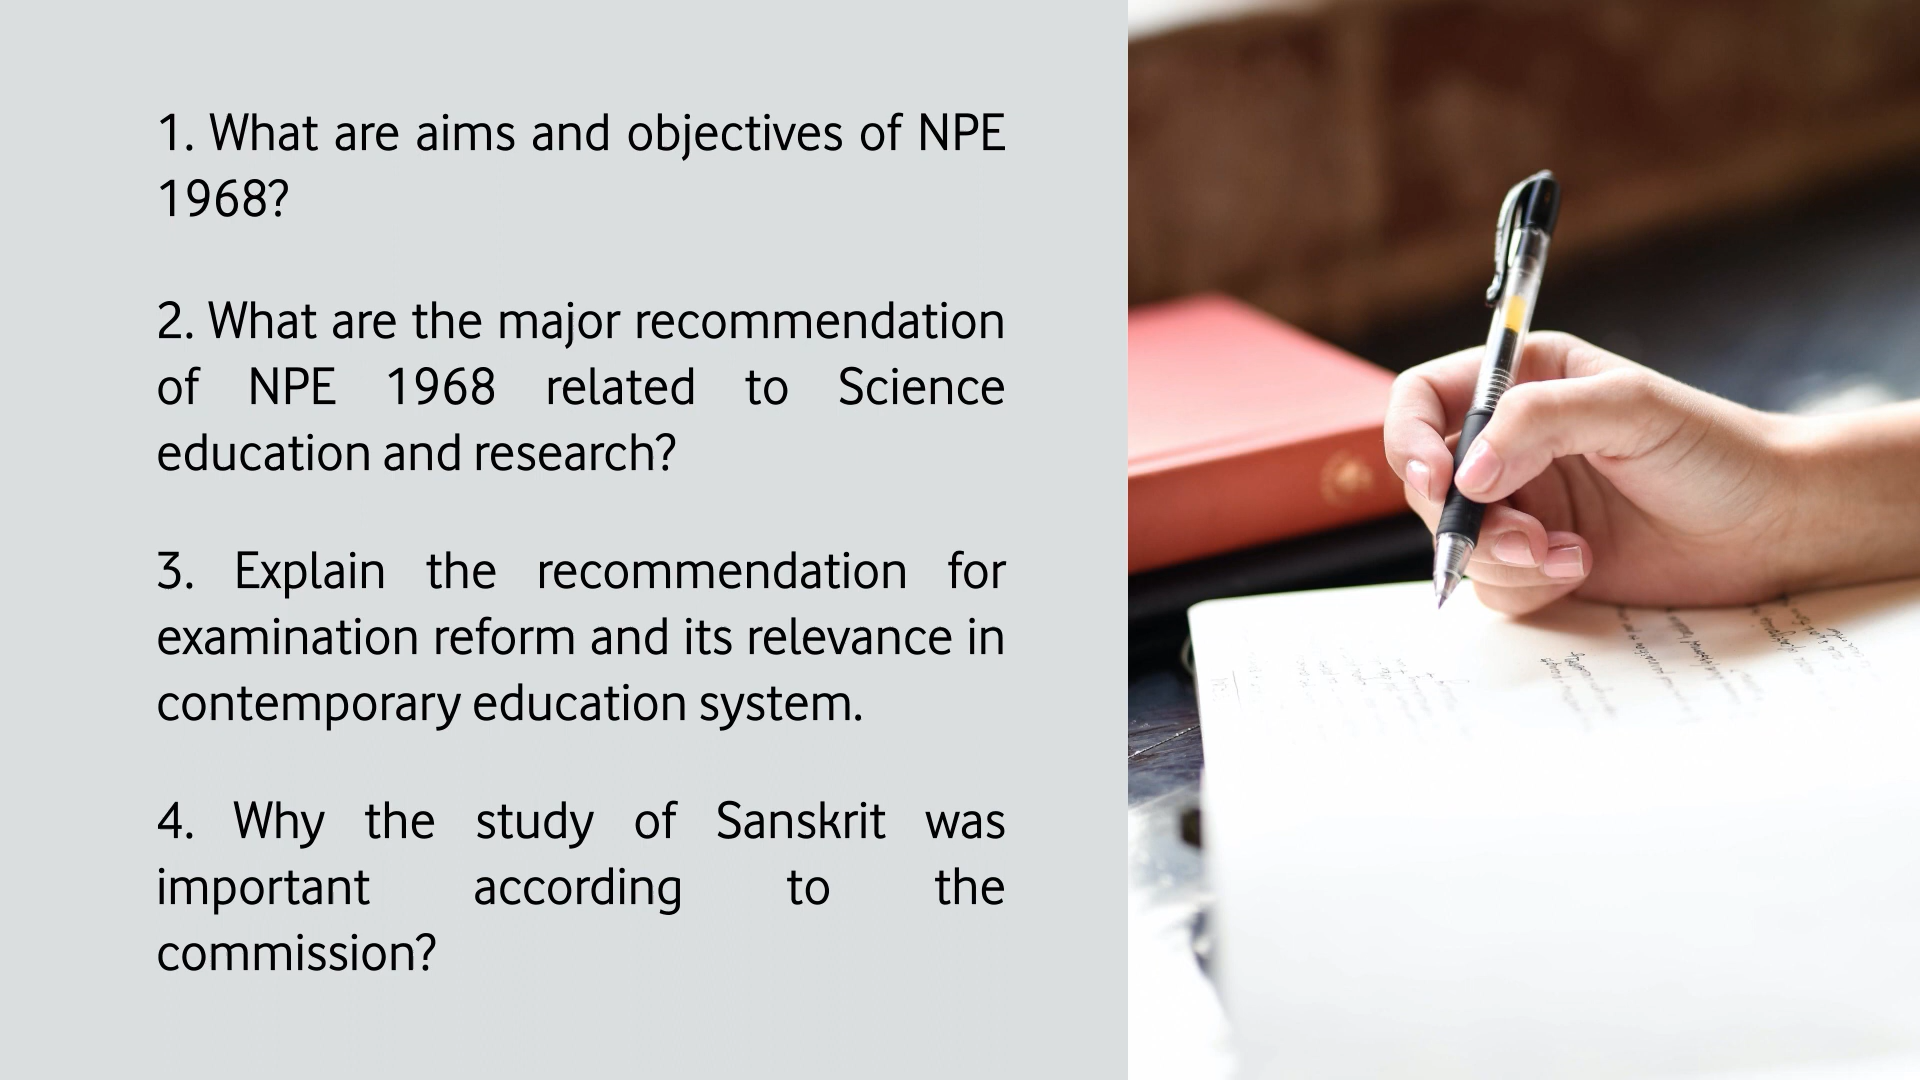 1. What are aims and objectives of NPE
1968?
2. What are the major recommendation
of NPE 1968 related to Science
education and research?
3. Explain the recommendation for
examination reform and its relevance in
contemporary education system.
4. Why the study of Sanskrit was
important according to the
commission?